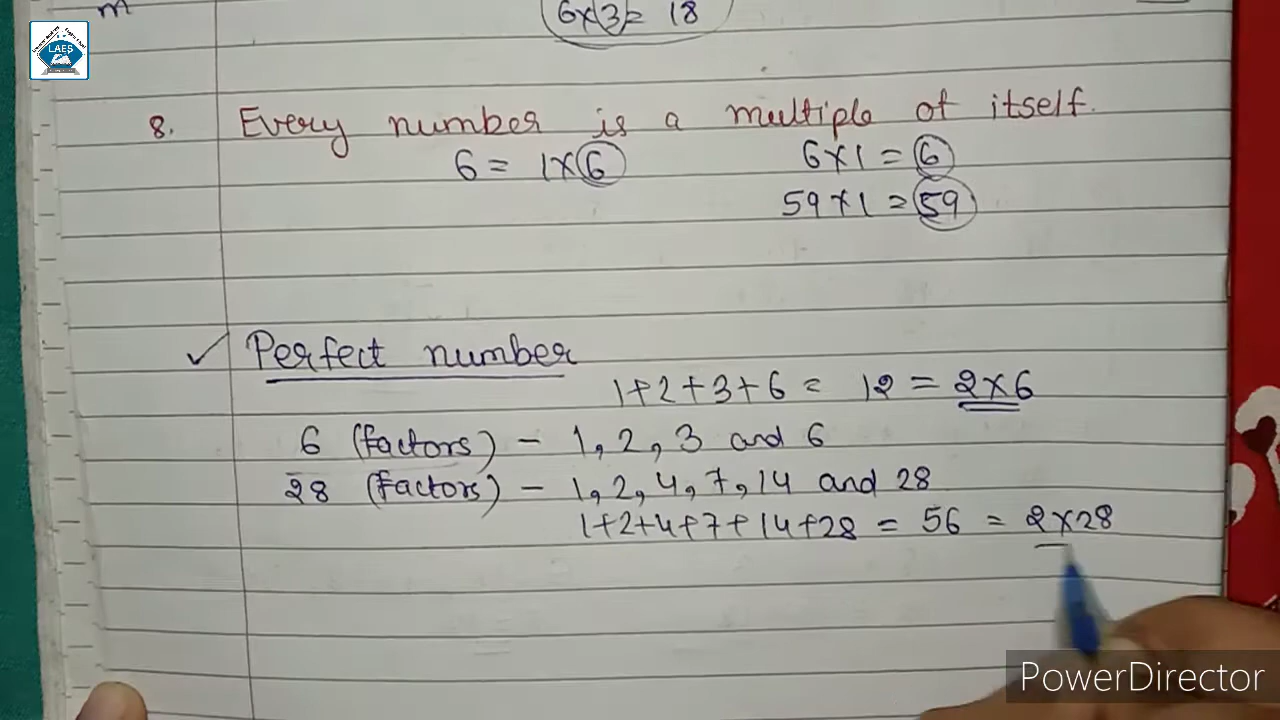 m
6x3= 18
LAES
8. Every number is a multiple of itself.
6 = 1x6 6x1 = 6
59x1 = 59
Perfect number
1+2+3+6 = 12 = 2x6
6 (factors) - 1, 2, 3 and 6
28 (factors) - 1, 2, 4, 7, 14 and 28
1+2+4+7+14+28 = 56 = 2x28
PowerDirector